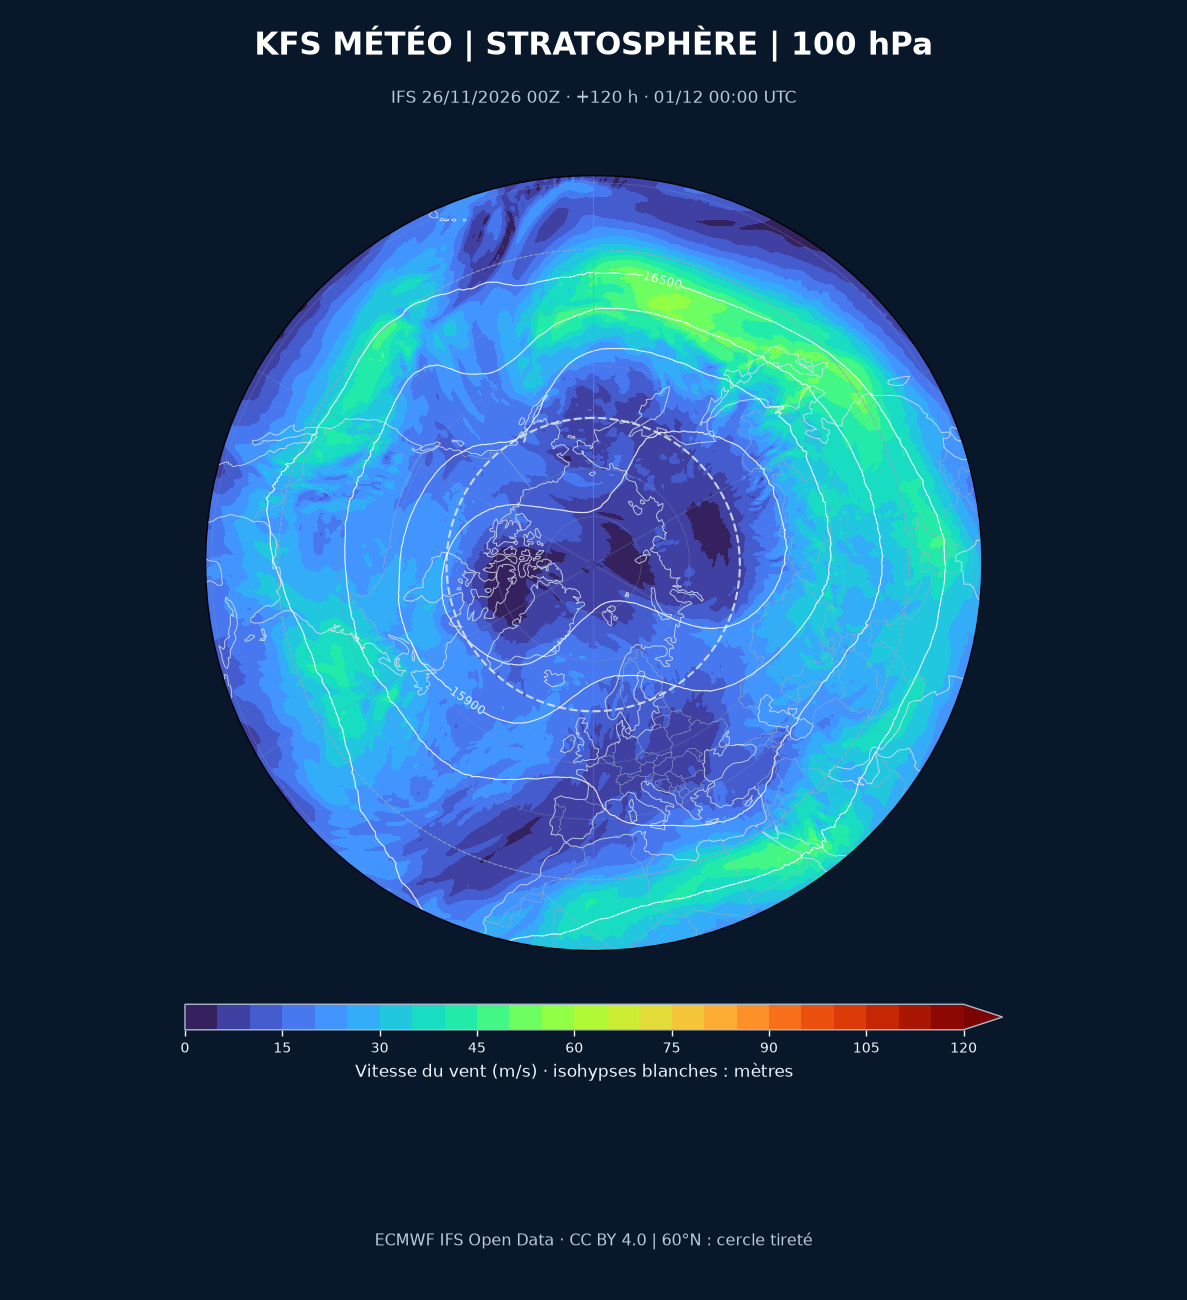 KFS MÉTÉO | STRATOSPHÈRE | 100 hPa
IFS 26/11/2026 00Z · +120 h · 01/12 00:00 UTC
16500
15900
0 15 30 45 60 75 90 105 120
Vitesse du vent (m/s) · isohypses blanches : mètres
ECMWF IFS Open Data · CC BY 4.0 | 60°N : cercle tireté